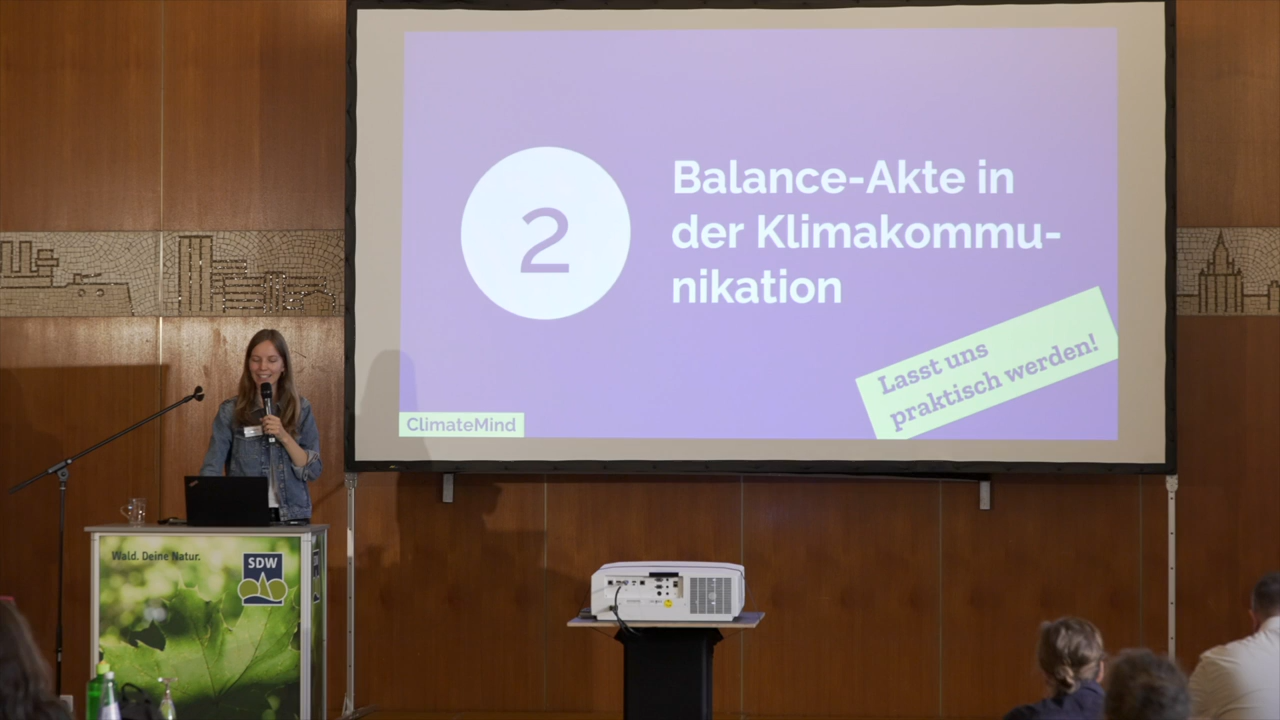 2
Balance-Akte in
der Klimakommu-
nikation
Lasst uns
praktisch werden!
ClimateMind
Wald. Deine Natur.
SDW